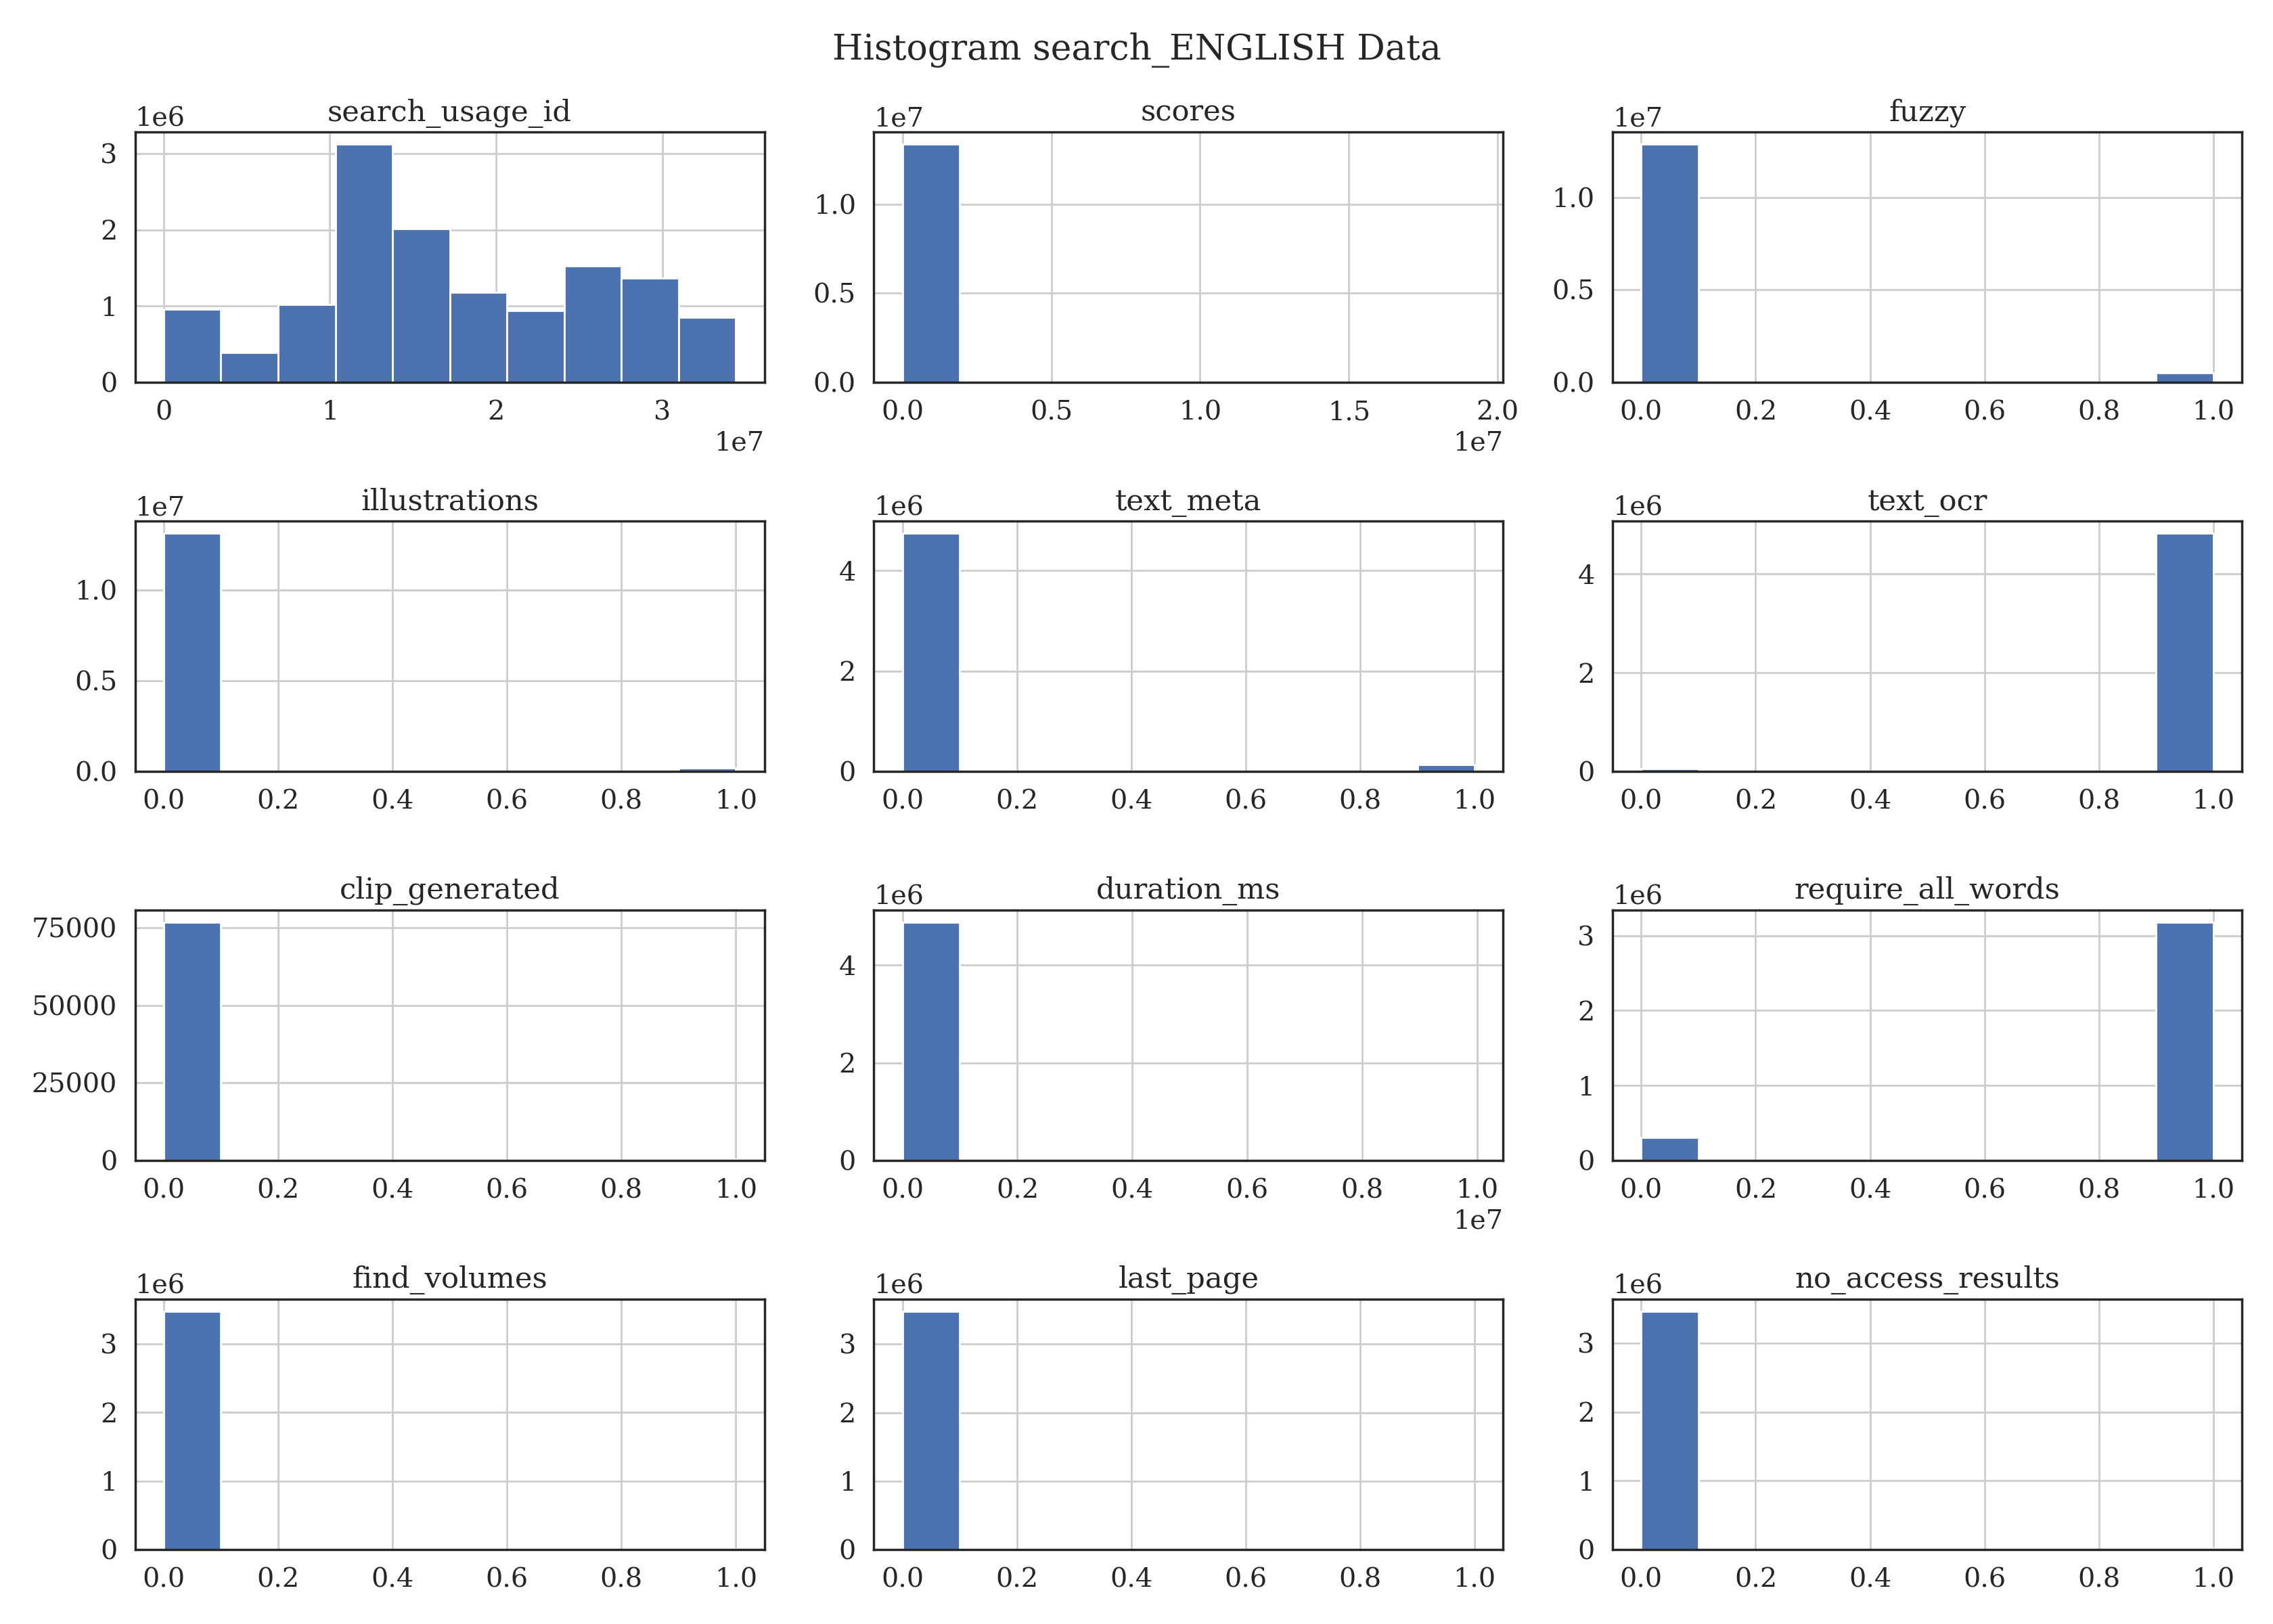 Histogram search_ENGLISH Data
search_usage_id
1e6
3
2
1
0
0 1 2 3
1e7
scores
1e7
1.0
0.5
0.0
0.0 0.5 1.0 1.5 2.0
1e7
fuzzy
1e7
1.0
0.5
0.0
0.0 0.2 0.4 0.6 0.8 1.0
illustrations
1e7
1.0
0.5
0.0
0.0 0.2 0.4 0.6 0.8 1.0
text_meta
1e6
4
2
0
0.0 0.2 0.4 0.6 0.8 1.0
text_ocr
1e6
4
2
0
0.0 0.2 0.4 0.6 0.8 1.0
clip_generated
75000
50000
25000
0
0.0 0.2 0.4 0.6 0.8 1.0
duration_ms
1e6
4
2
0
0.0 0.2 0.4 0.6 0.8 1.0
1e7
require_all_words
1e6
3
2
1
0
0.0 0.2 0.4 0.6 0.8 1.0
find_volumes
1e6
3
2
1
0
0.0 0.2 0.4 0.6 0.8 1.0
last_page
1e6
3
2
1
0
0.0 0.2 0.4 0.6 0.8 1.0
no_access_results
1e6
3
2
1
0
0.0 0.2 0.4 0.6 0.8 1.0